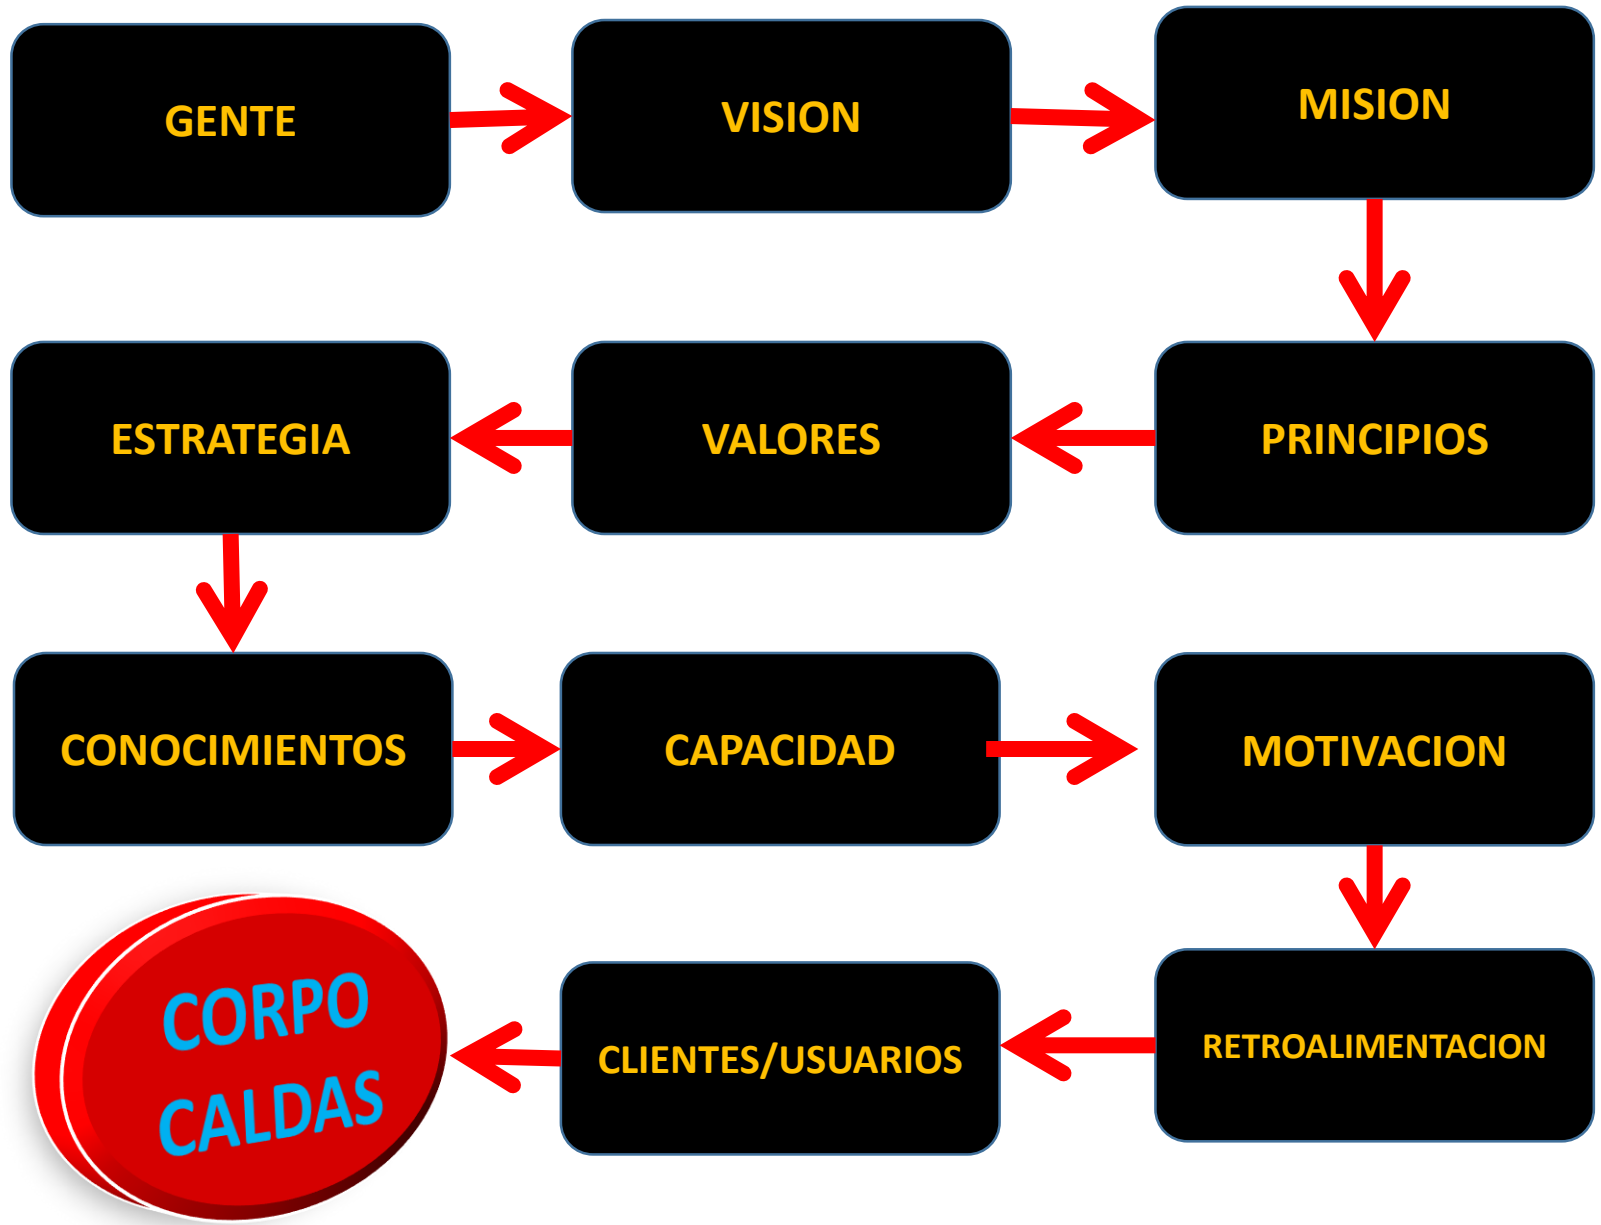 GENTE
VISION
MISION
PRINCIPIOS
VALORES
ESTRATEGIA
CONOCIMIENTOS
CAPACIDAD
MOTIVACION
RETROALIMENTACION
CLIENTES/USUARIOS
CORPO
CALDAS